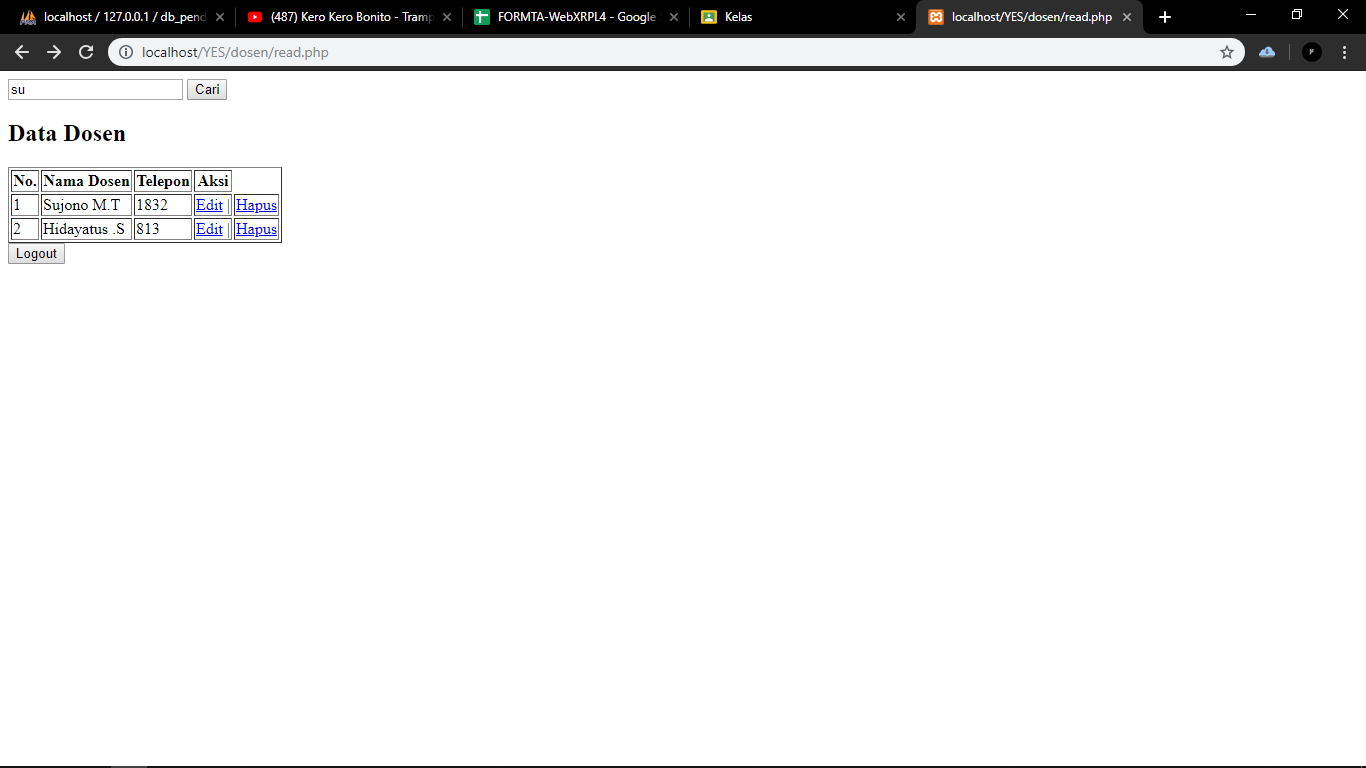 localhost / 127.0.0.1 / db_pend
(487) Kero Kero Bonito - Tramp
FORMTA-WebXRPL4 - Google
Kelas
localhost/YES/dosen/read.php
localhost/YES/dosen/read.php
su Cari
Data Dosen
No. Nama Dosen Telepon Aksi
1 Sujono M.T 1832 Edit | Hapus
2 Hidayatus .S 813 Edit | Hapus
Logout